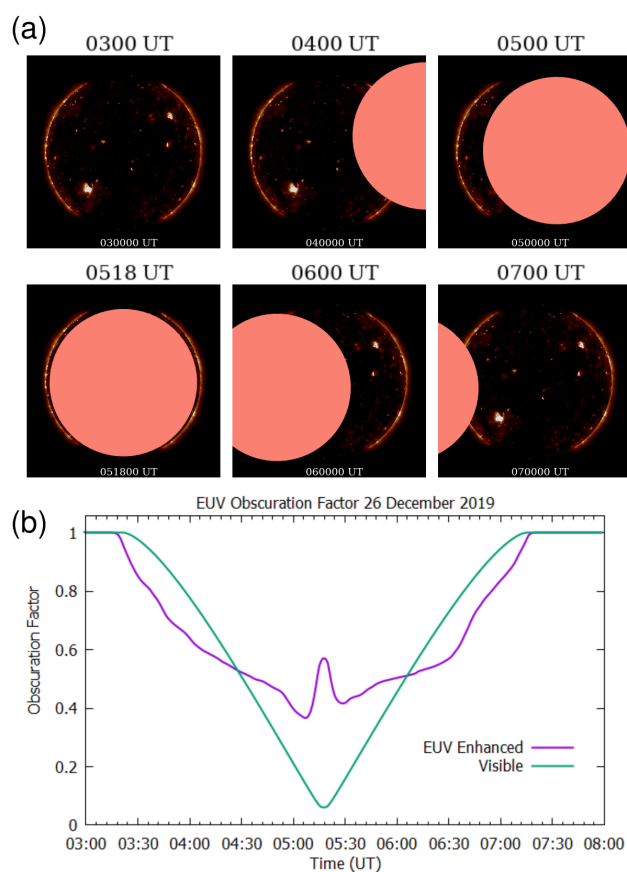 (a)
0300 UT 0400 UT 0500 UT
030000 UT 040000 UT 050000 UT
0518 UT 0600 UT 0700 UT
051800 UT 060000 UT 070000 UT
(b)
EUV Obscuration Factor 26 December 2019
1
0.8
0.6
0.4
0.2
0
Obscuration Factor
EUV Enhanced
Visible
03:00 03:30 04:00 04:30 05:00 05:30 06:00 06:30 07:00 07:30 08:00
Time (UT)